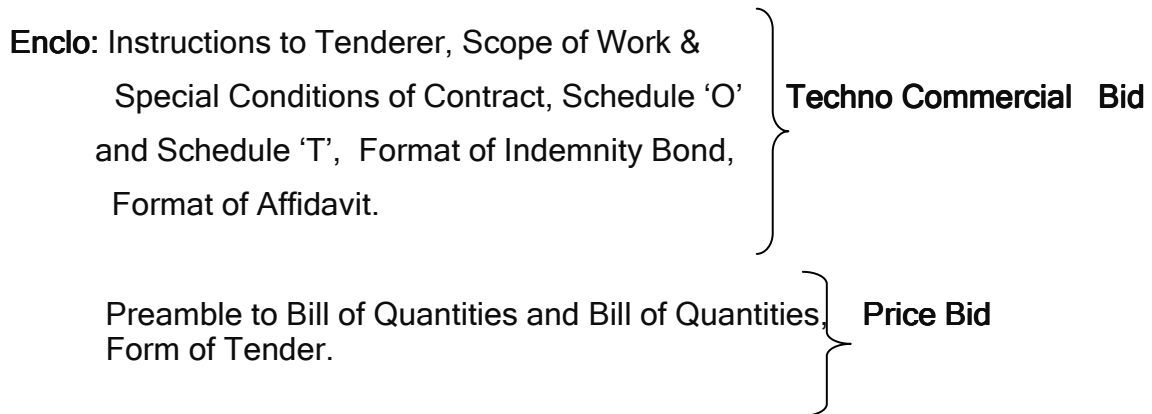 Enclo: Instructions to Tenderer, Scope of Work &
Special Conditions of Contract, Schedule ‘O’ Techno Commercial Bid
and Schedule ‘T’, Format of Indemnity Bond,
Format of Affidavit.
Preamble to Bill of Quantities and Bill of Quantities, Price Bid
Form of Tender.